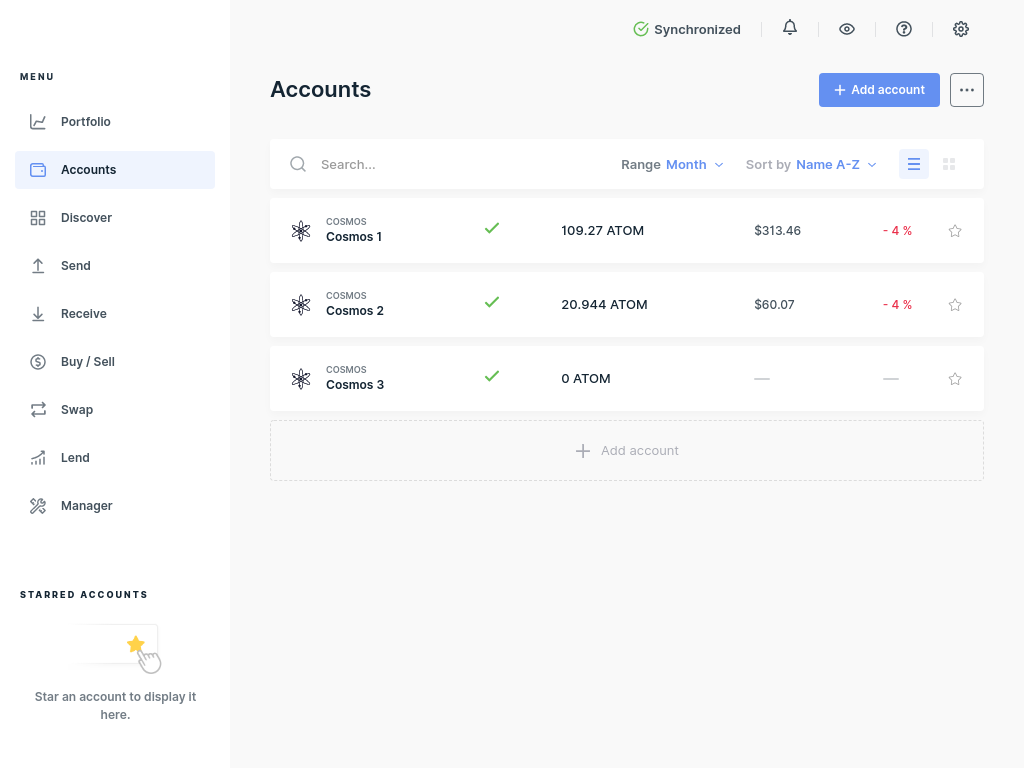 Synchronized
MENU
Portfolio
Accounts
Discover
Send
Receive
Buy / Sell
Swap
Lend
Manager
STARRED ACCOUNTS
Star an account to display it
here.
Accounts
Add account
Search...
Range Month
Sort by Name A-Z
COSMOS
Cosmos 1
109.27 ATOM
$313.46
- 4 %
COSMOS
Cosmos 2
20.944 ATOM
$60.07
- 4 %
COSMOS
Cosmos 3
0 ATOM
—
—
Add account